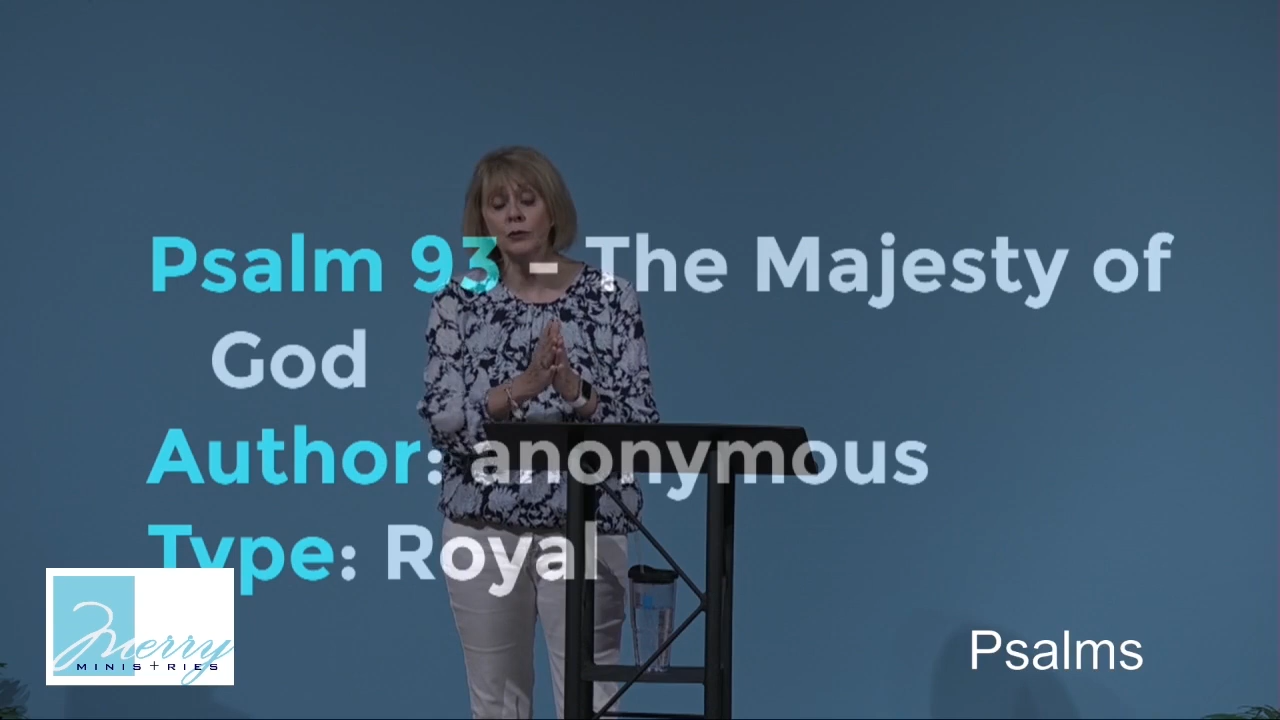 Psalm 93 - The Majesty of
God
Author: anonymous
Type: Royal
Merry
MINISTRIES
Psalms